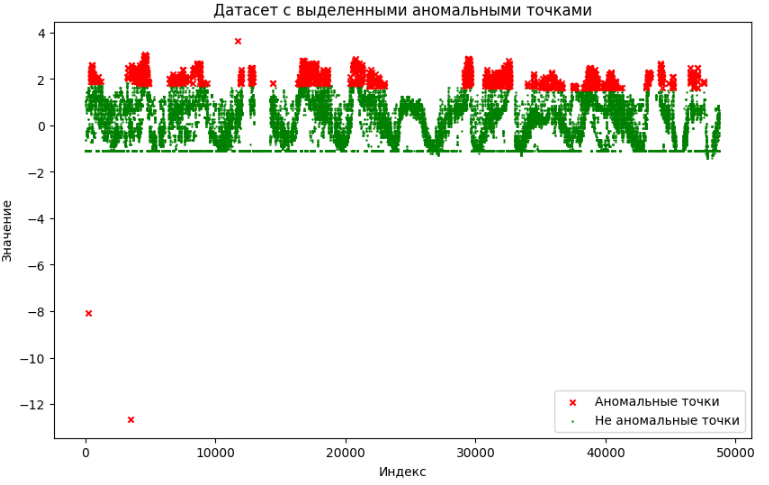 Датасет с выделенными аномальными точками
4
2
0
−2
−4
−6
−8
−10
−12
Значение
0 10000 20000 30000 40000 50000
Индекс
Аномальные точки
Не аномальные точки